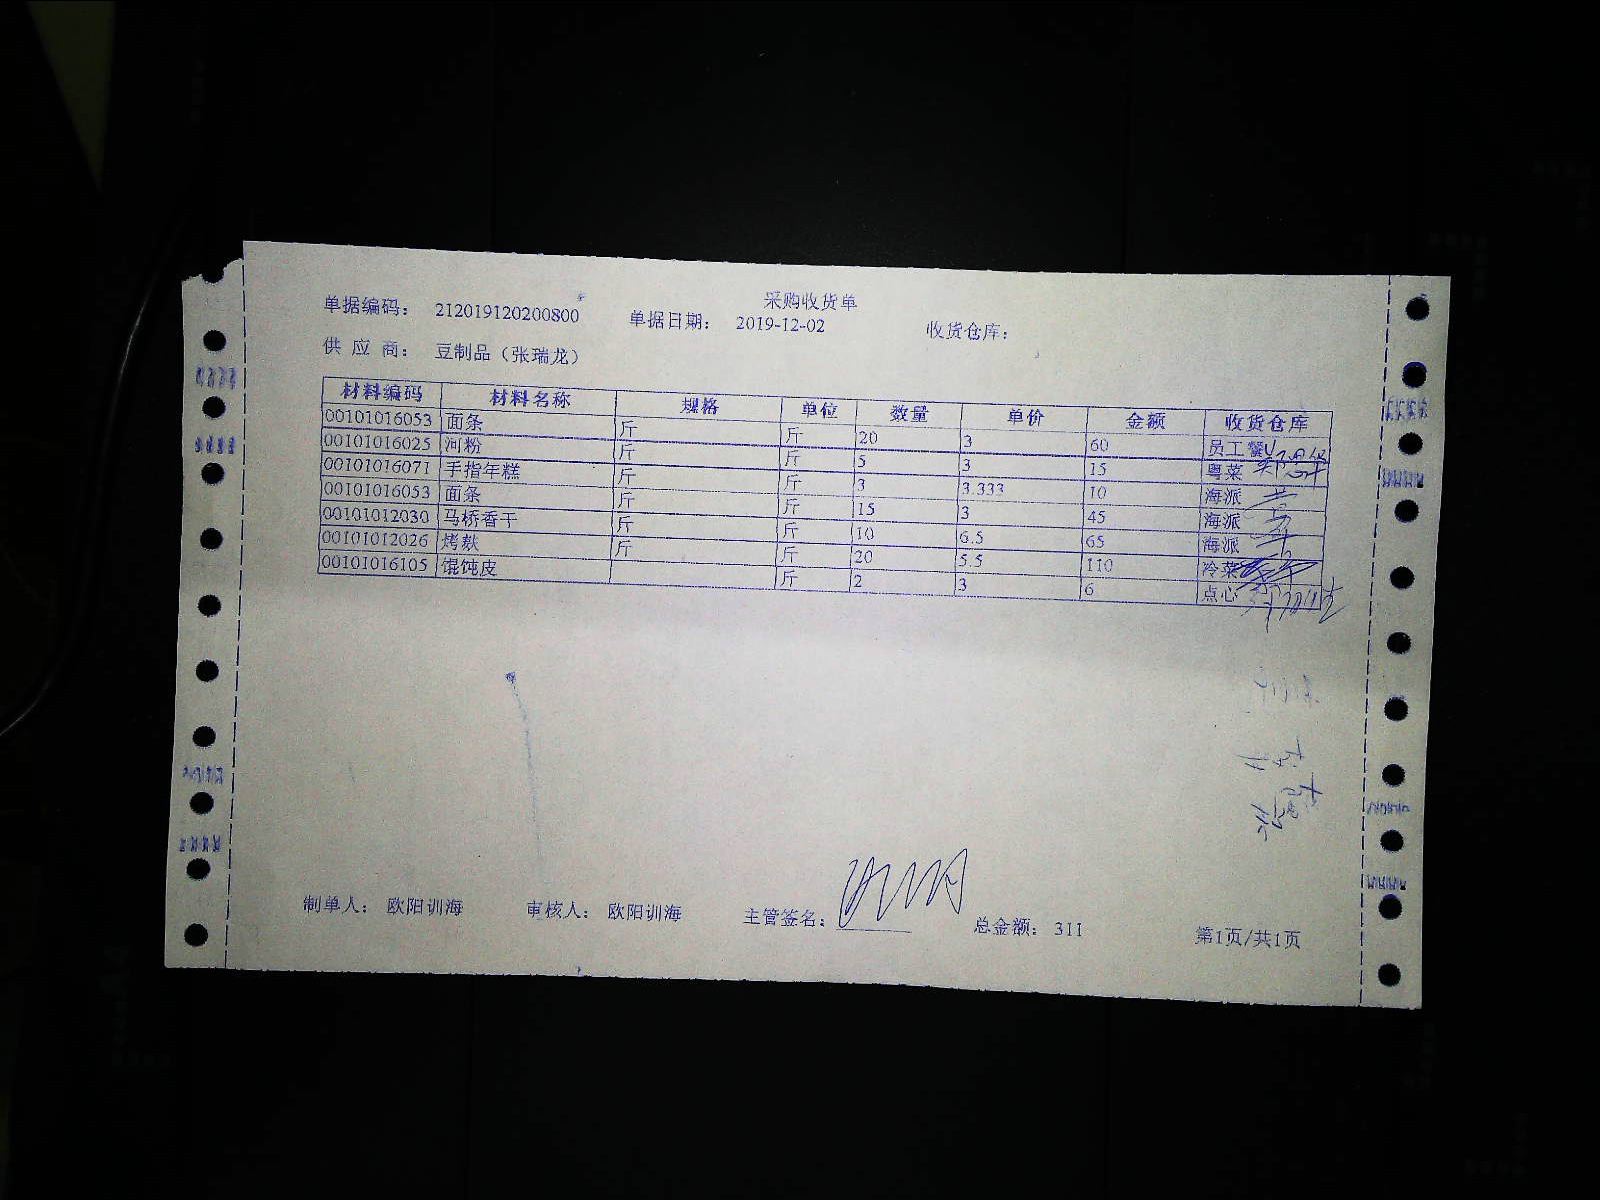 采购收货单
单据编码： 212019120200800 单据日期： 2019-12-02 收货仓库：
供 应 商： 豆制品（张瑞龙）
材料编码 材料名称 规格 单位 数量 单价 金额 收货仓库
00101016053 面条 斤 斤 20 3 60 员工餐
00101016025 河粉 斤 斤 5 3 15 粤菜
00101016071 手指年糕 斤 斤 3 3.333 10 海派
00101016053 面条 斤 斤 15 3 45 海派
00101012030 马桥香干 斤 斤 10 6.5 65 海派
00101012026 烤麸 斤 斤 20 5.5 110 冷菜
00101016105 馄饨皮 斤 2 3 6 点心
制单人： 欧阳训海 审核人： 欧阳训海 主管签名： 总金额： 311 第1页/共1页